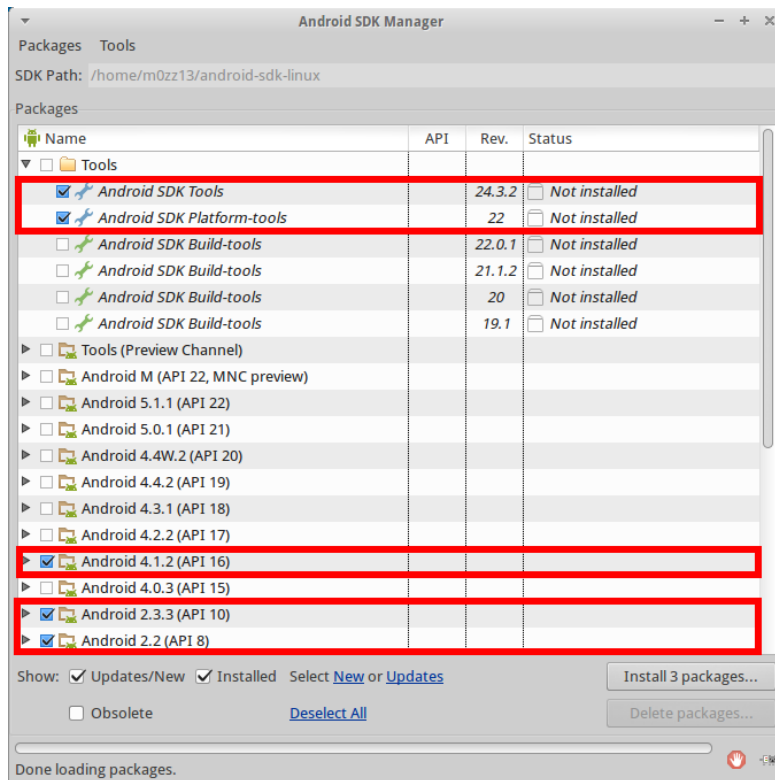 Android SDK Manager
Packages Tools
SDK Path: /home/m0zz13/android-sdk-linux
Packages
Name API Rev. Status
Tools
Android SDK Tools 24.3.2 Not installed
Android SDK Platform-tools 22 Not installed
Android SDK Build-tools 22.0.1 Not installed
Android SDK Build-tools 21.1.2 Not installed
Android SDK Build-tools 20 Not installed
Android SDK Build-tools 19.1 Not installed
Tools (Preview Channel)
Android M (API 22, MNC preview)
Android 5.1.1 (API 22)
Android 5.0.1 (API 21)
Android 4.4W.2 (API 20)
Android 4.4.2 (API 19)
Android 4.3.1 (API 18)
Android 4.2.2 (API 17)
Android 4.1.2 (API 16)
Android 4.0.3 (API 15)
Android 2.3.3 (API 10)
Android 2.2 (API 8)
Show: Updates/New Installed Select New or Updates Install 3 packages...
Obsolete Deselect All Delete packages...
Done loading packages.